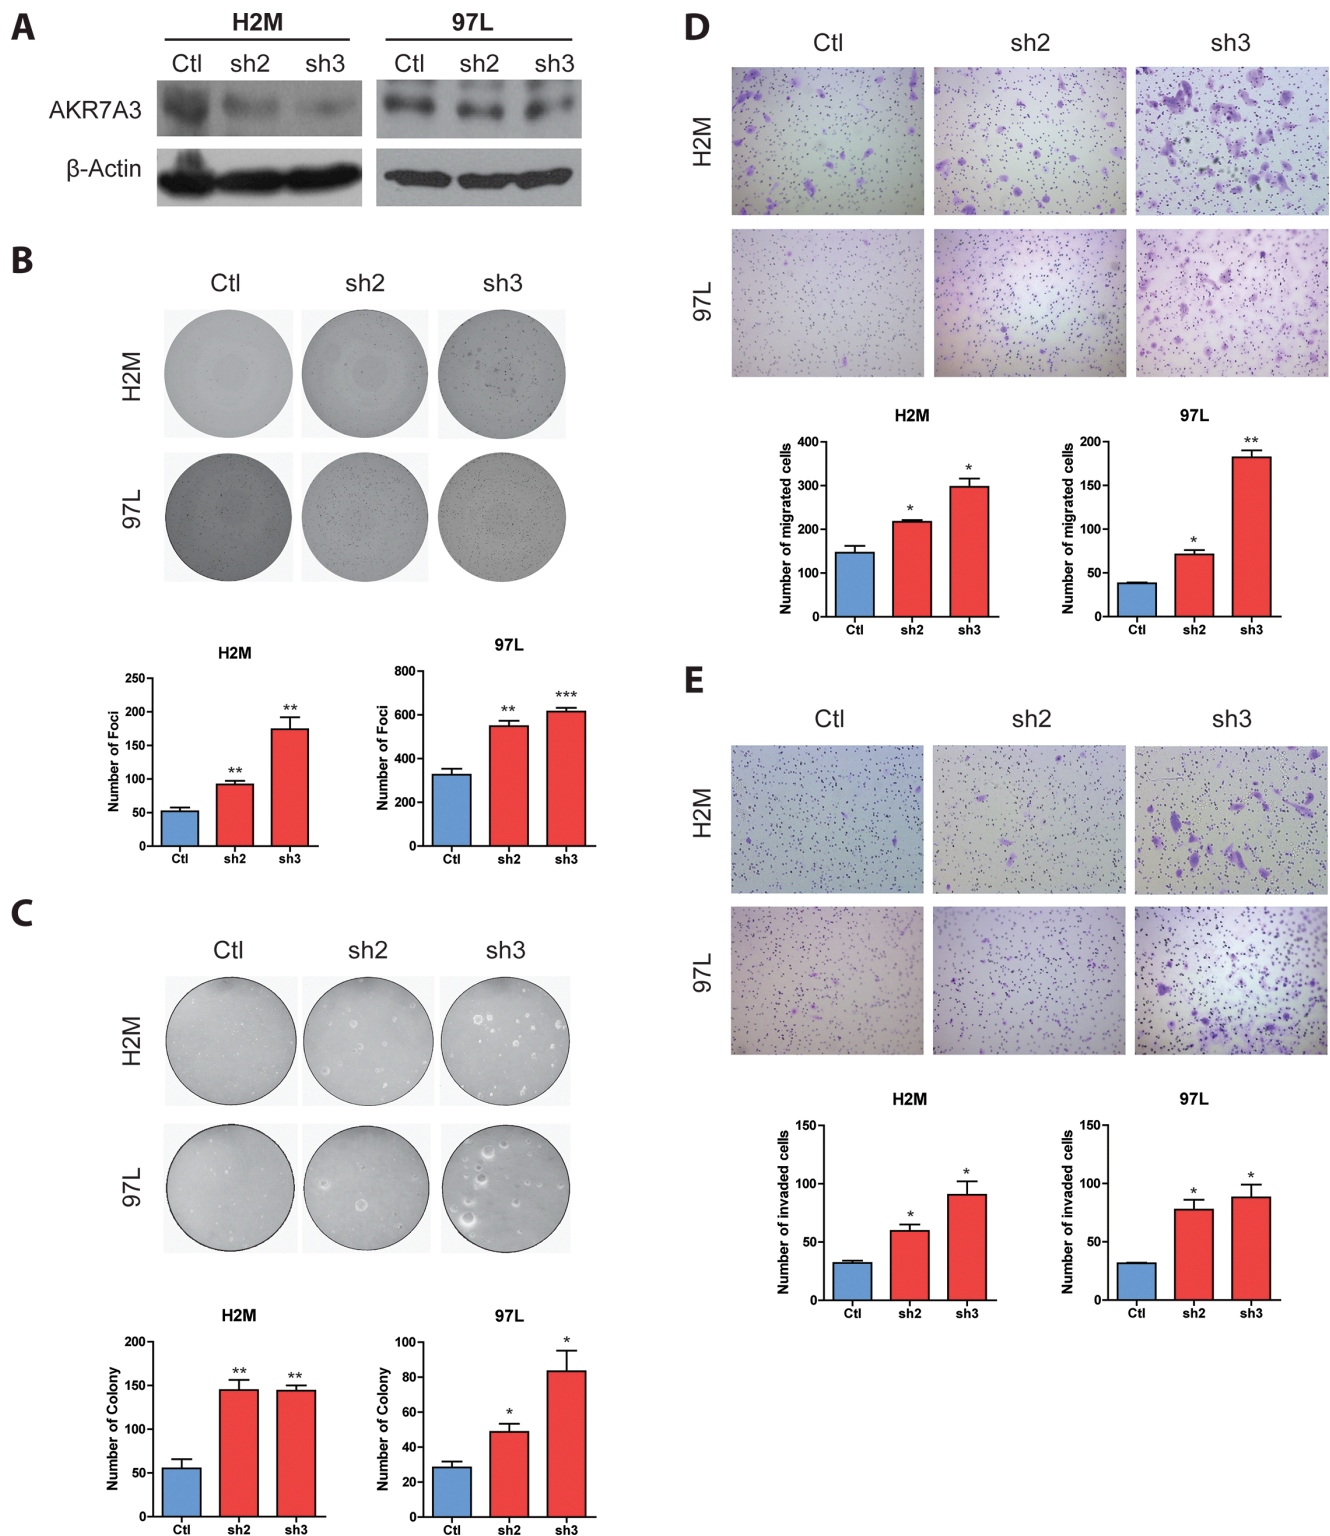 A
H2M 97L
Ctl sh2 sh3 Ctl sh2 sh3
AKR7A3
β-Actin
B
Ctl sh2 sh3
H2M
97L
H2M
Number of Foci
250
200
150
100
50
0
** **
Ctl sh2 sh3
97L
Number of Foci
800
600
400
200
0
** ***
Ctl sh2 sh3
C
Ctl sh2 sh3
H2M
97L
H2M
Number of Colony
200
150
100
50
0
** **
Ctl sh2 sh3
97L
Number of Colony
100
80
60
40
20
0
* *
Ctl sh2 sh3
D
Ctl sh2 sh3
H2M
97L
H2M
Number of migrated cells
400
300
200
100
0
* *
Ctl sh2 sh3
97L
Number of migrated cells
200
150
100
50
0
* **
Ctl sh2 sh3
E
Ctl sh2 sh3
H2M
97L
H2M
Number of invaded cells
150
100
50
0
* *
Ctl sh2 sh3
97L
Number of invaded cells
150
100
50
0
* *
Ctl sh2 sh3